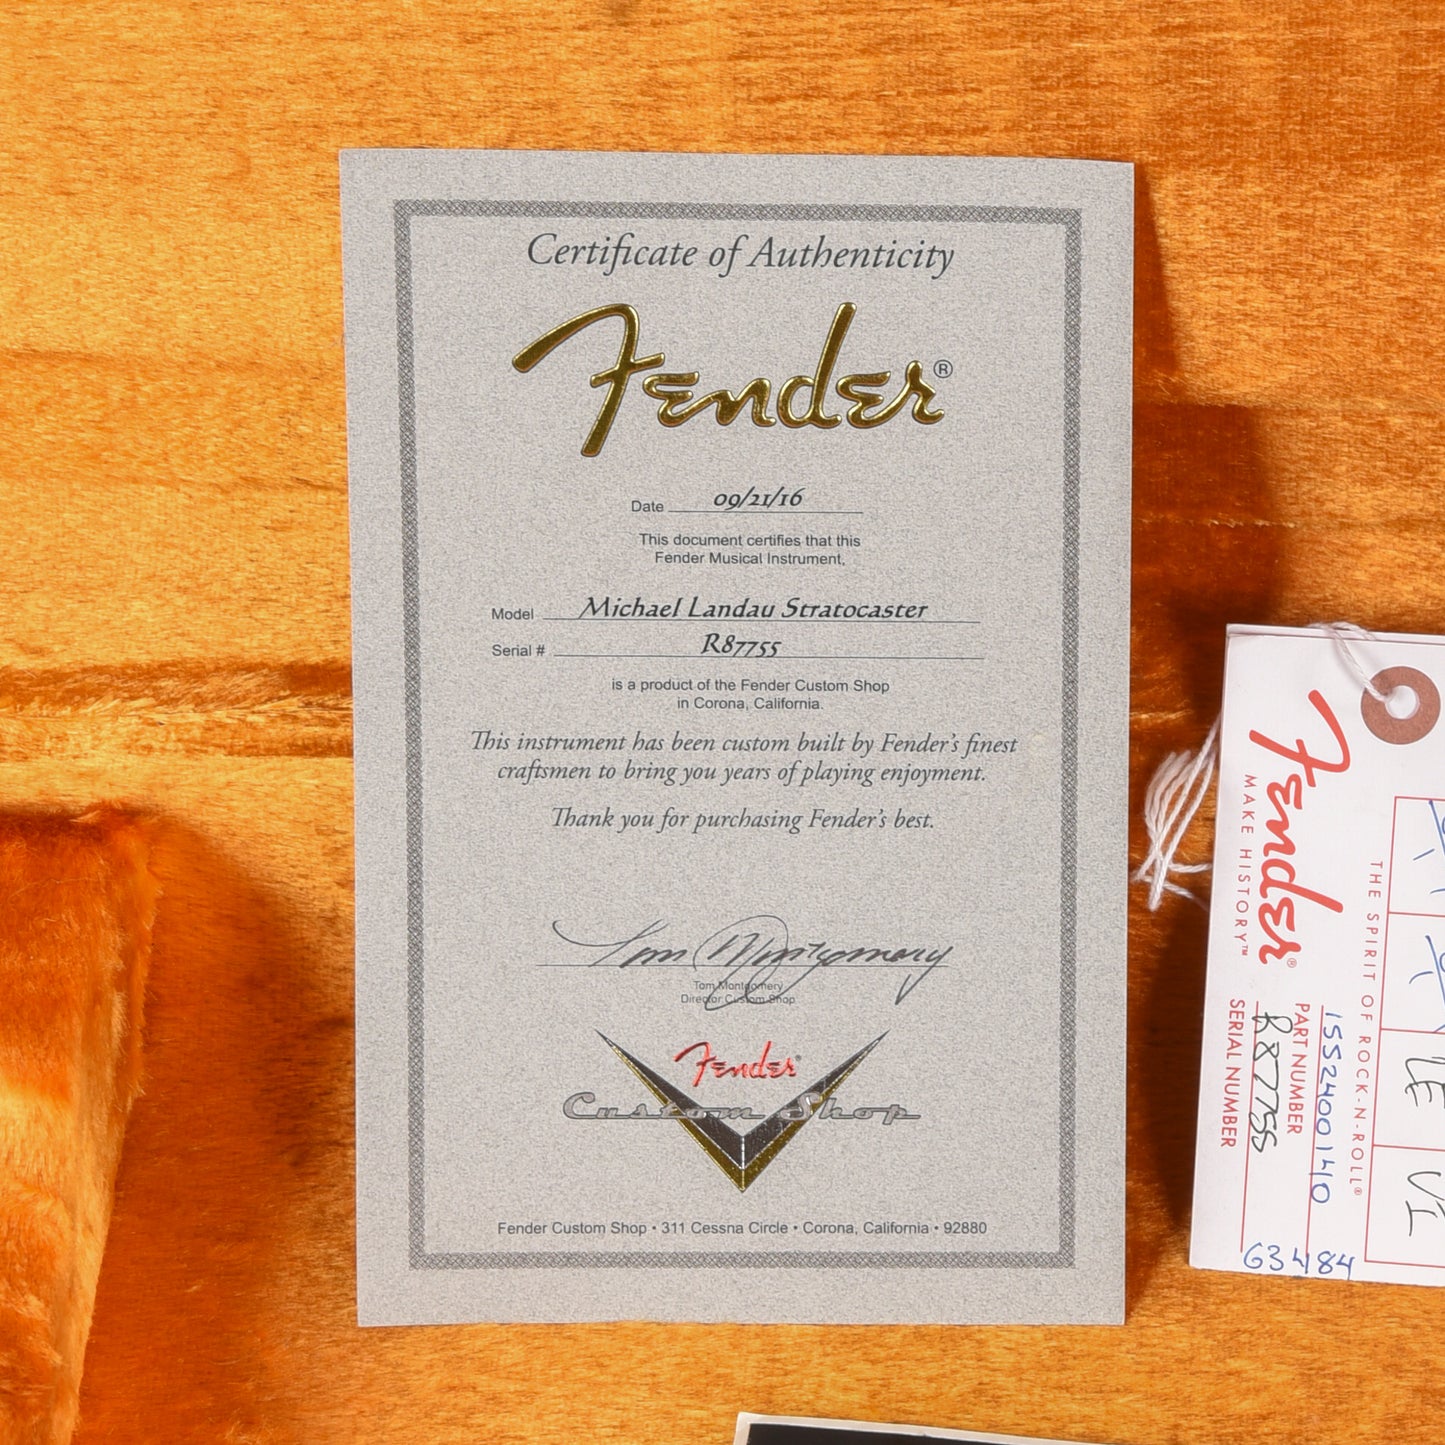 Certificate of Authenticity
Fender®
Date 09/21/16
This document certifies that this
Fender Musical Instrument,
Model Michael Landau Stratocaster
Serial # R87755
is a product of the Fender Custom Shop
in Corona, California.
This instrument has been custom built by Fender's finest
craftsmen to bring you years of playing enjoyment.
Thank you for purchasing Fender's best.
Tom Montgomery
Tom Montgomery
Director Custom Shop
Fender®
Custom Shop
Fender Custom Shop • 311 Cessna Circle • Corona, California • 92880
Fender®
MAKE HISTORY™
THE SPIRIT OF ROCK-N-ROLL®
1552400140
PART NUMBER
R87755
SERIAL NUMBER
63484